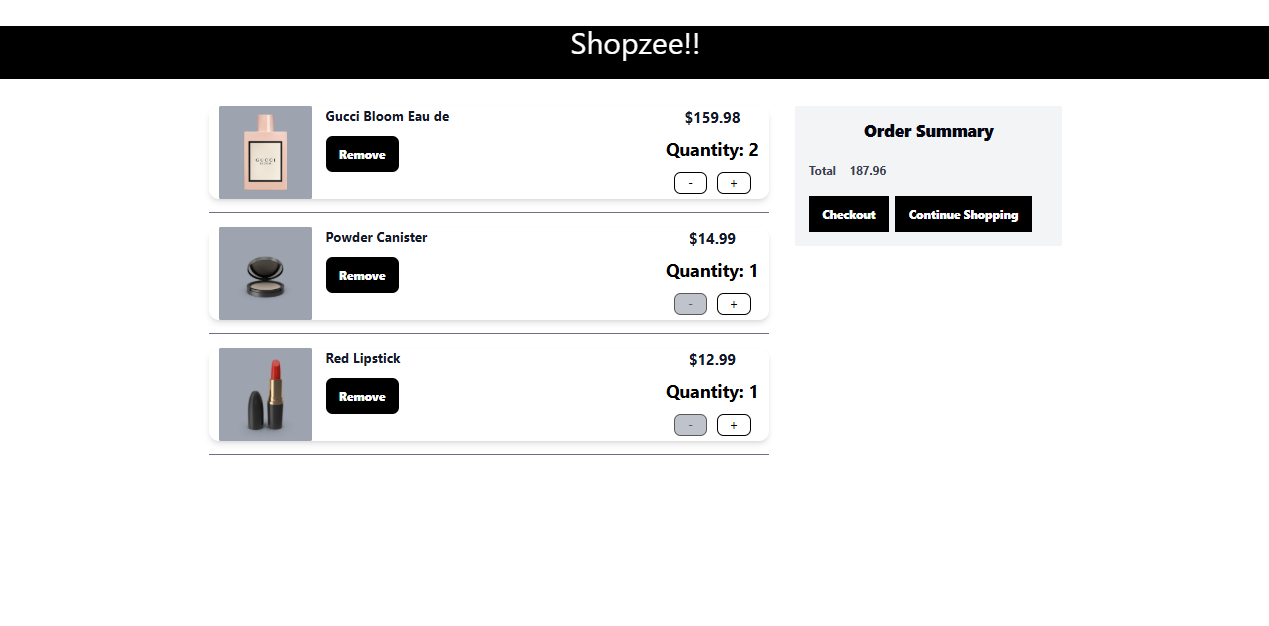 Shopzee!!
Gucci Bloom Eau de
$159.98
Remove
Quantity: 2
- +
GUCCI
Powder Canister
$14.99
Remove
Quantity: 1
- +
Red Lipstick
$12.99
Remove
Quantity: 1
- +
Order Summary
Total 187.96
Checkout Continue Shopping